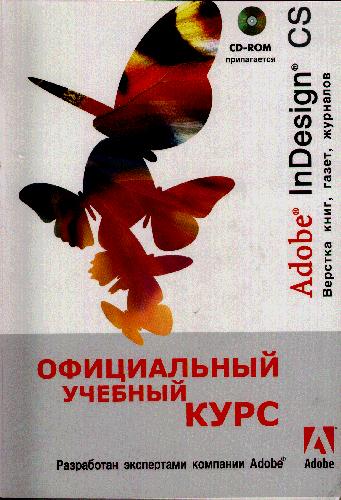 CD-ROM
прилагается
Adobe® InDesign® CS
Верстка книг, газет, журналов
ОФИЦИАЛЬНЫЙ
УЧЕБНЫЙ
КУРС
Разработан экспертами компании Adobe®
Adobe